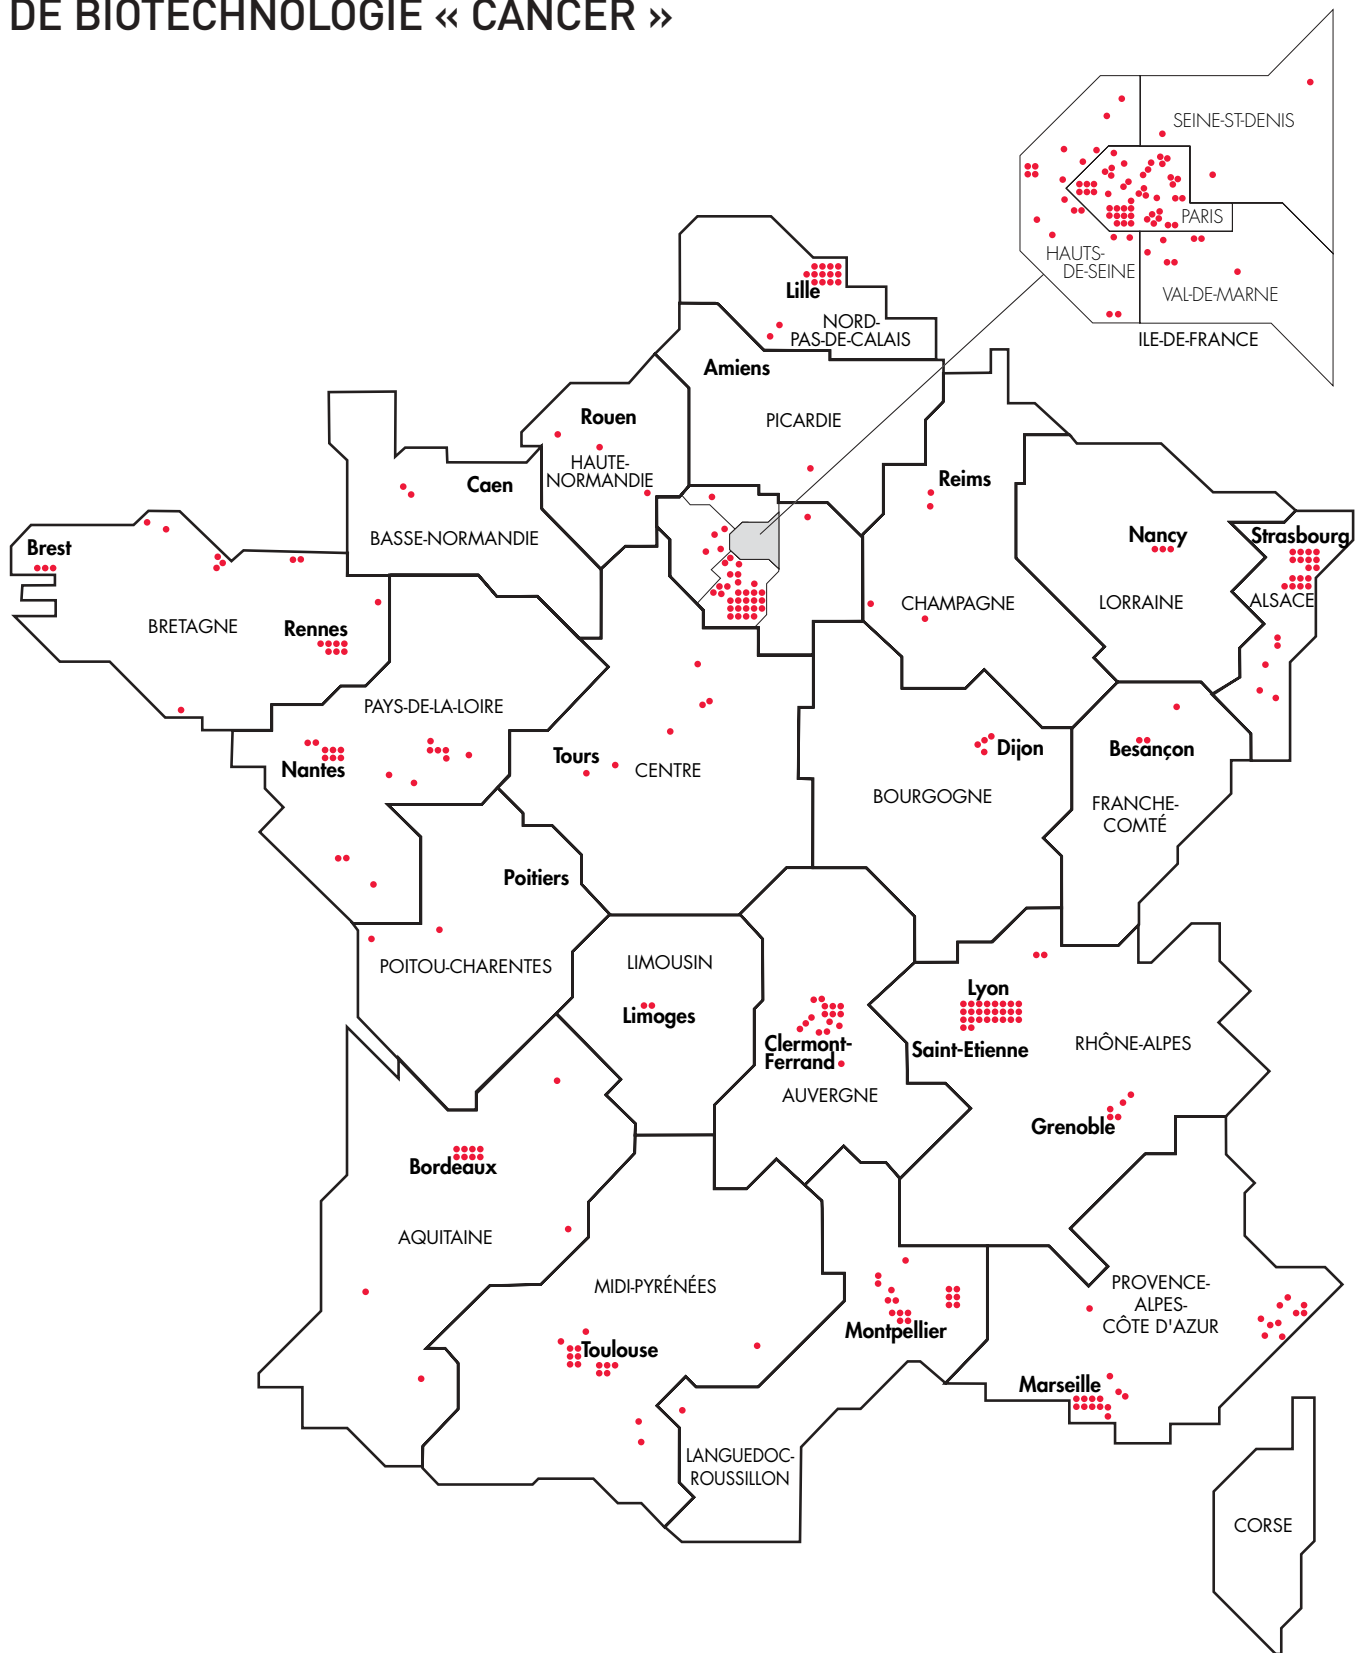 DE BIOTECHNOLOGIE « CANCER »
SEINE-ST-DENIS
PARIS
HAUTS-
DE-SEINE
VAL-DE-MARNE
ILE-DE-FRANCE
Lille
NORD-
PAS-DE-CALAIS
Amiens
PICARDIE
Rouen
HAUTE-
NORMANDIE
Caen
BASSE-NORMANDIE
Reims
CHAMPAGNE
Nancy
LORRAINE
Strasbourg
ALSACE
Brest
BRETAGNE
Rennes
PAYS-DE-LA-LOIRE
Nantes
Tours
CENTRE
Dijon
BOURGOGNE
Besançon
FRANCHE-
COMTÉ
Poitiers
POITOU-CHARENTES
LIMOUSIN
Limoges
Clermont-
Ferrand
AUVERGNE
Lyon
Saint-Etienne
RHÔNE-ALPES
Grenoble
Bordeaux
AQUITAINE
MIDI-PYRÉNÉES
Toulouse
Montpellier
PROVENCE-
ALPES-
CÔTE D'AZUR
Marseille
LANGUEDOC-
ROUSSILLON
CORSE